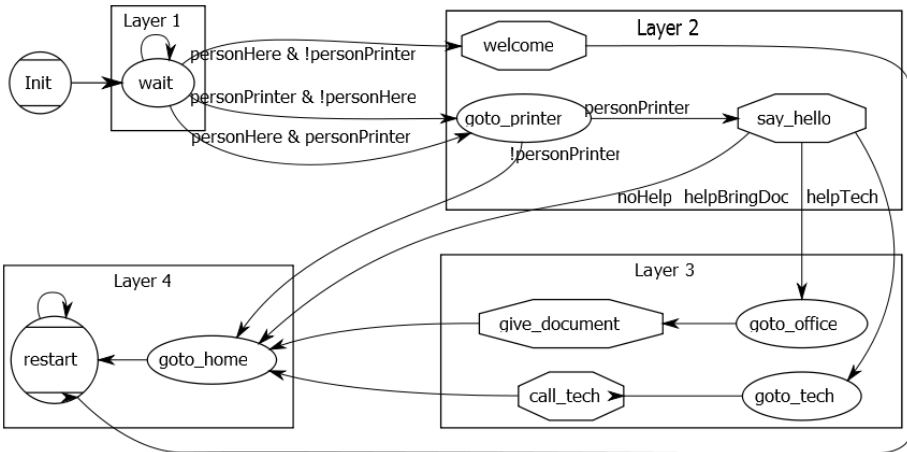 Layer 1
Layer 2
Init
wait
personHere & !personPrinter
welcome
personPrinter & !personHere
goto_printer
personPrinter
say_hello
personHere & personPrinter
!personPrinter
noHelp
helpBringDoc
helpTech
Layer 4
Layer 3
restart
goto_home
give_document
goto_office
call_tech
goto_tech